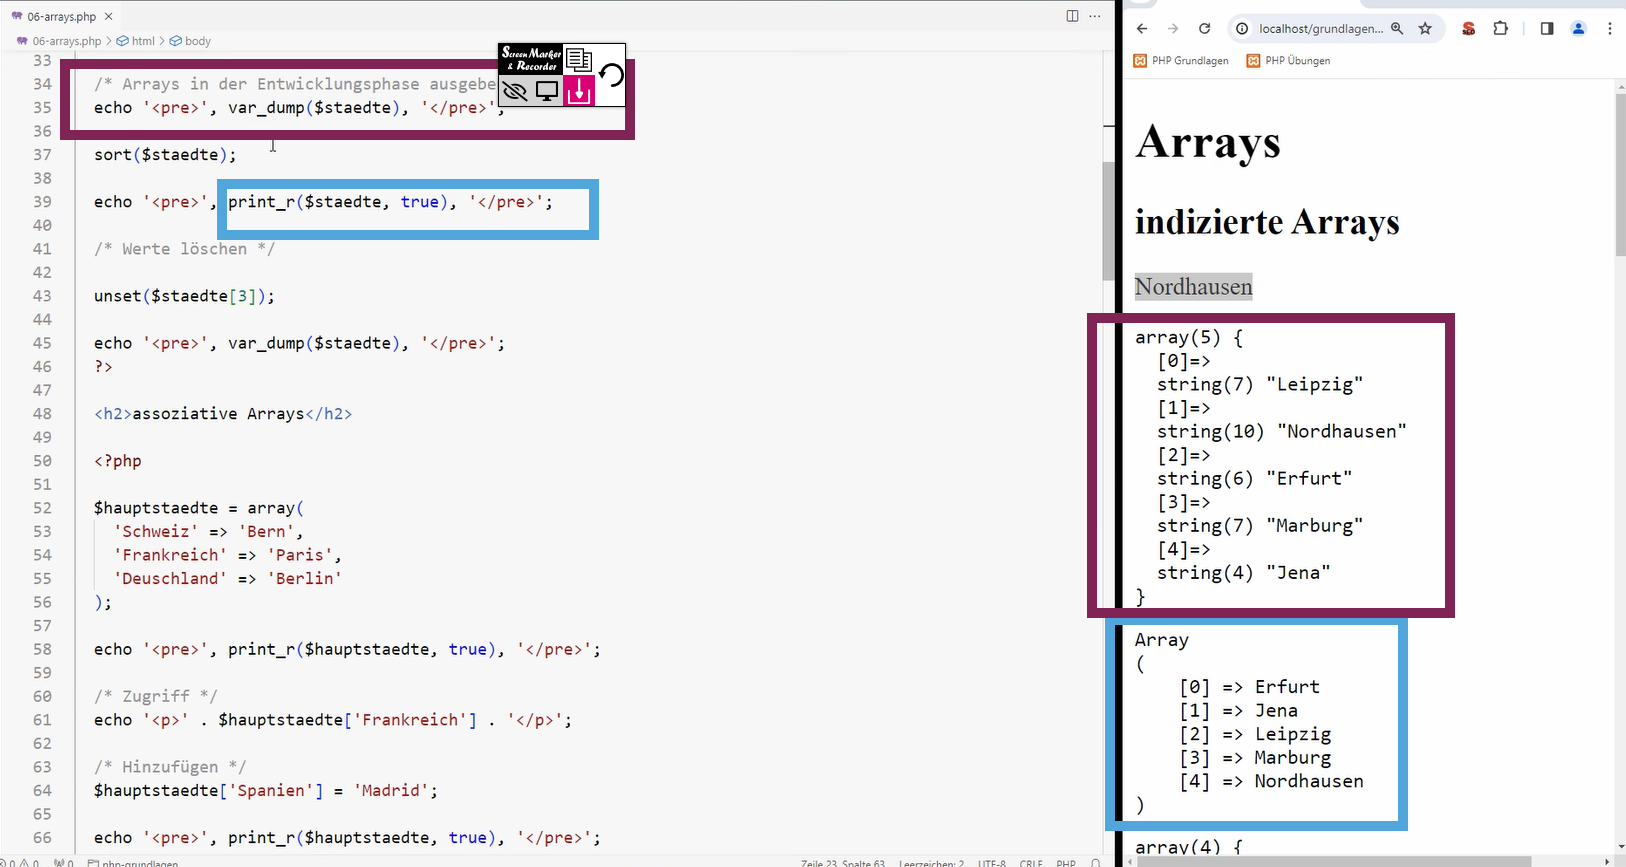 06-arrays.php
06-arrays.php > html > body
33
34 /* Arrays in der Entwicklungsphase ausgebe
35 echo '<pre>', var_dump($staedte), '</pre>';
36
37 sort($staedte);
38
39 echo '<pre>', print_r($staedte, true), '</pre>';
40
41 /* Werte löschen */
42
43 unset($staedte[3]);
44
45 echo '<pre>', var_dump($staedte), '</pre>';
46 ?>
47
48 <h2>assoziative Arrays</h2>
49
50 <?php
51
52 $hauptstaedte = array(
53 'Schweiz' => 'Bern',
54 'Frankreich' => 'Paris',
55 'Deuschland' => 'Berlin'
56 );
57
58 echo '<pre>', print_r($hauptstaedte, true), '</pre>';
59
60 /* Zugriff */
61 echo '<p>' . $hauptstaedte['Frankreich'] . '</p>';
62
63 /* Hinzufügen */
64 $hauptstaedte['Spanien'] = 'Madrid';
65
66 echo '<pre>', print_r($hauptstaedte, true), '</pre>';
Screen Marker
& Recorder
0 0 0 php-grundlagen
Zeile 23, Spalte 63 Leerzeichen: 2 UTF-8 CRLF PHP
localhost/grundlagen...
SEO
PHP Grundlagen PHP Übungen
Arrays
indizierte Arrays
Nordhausen
array(5) {
[0]=>
string(7) "Leipzig"
[1]=>
string(10) "Nordhausen"
[2]=>
string(6) "Erfurt"
[3]=>
string(7) "Marburg"
[4]=>
string(4) "Jena"
}
Array
(
[0] => Erfurt
[1] => Jena
[2] => Leipzig
[3] => Marburg
[4] => Nordhausen
)
array(4) {